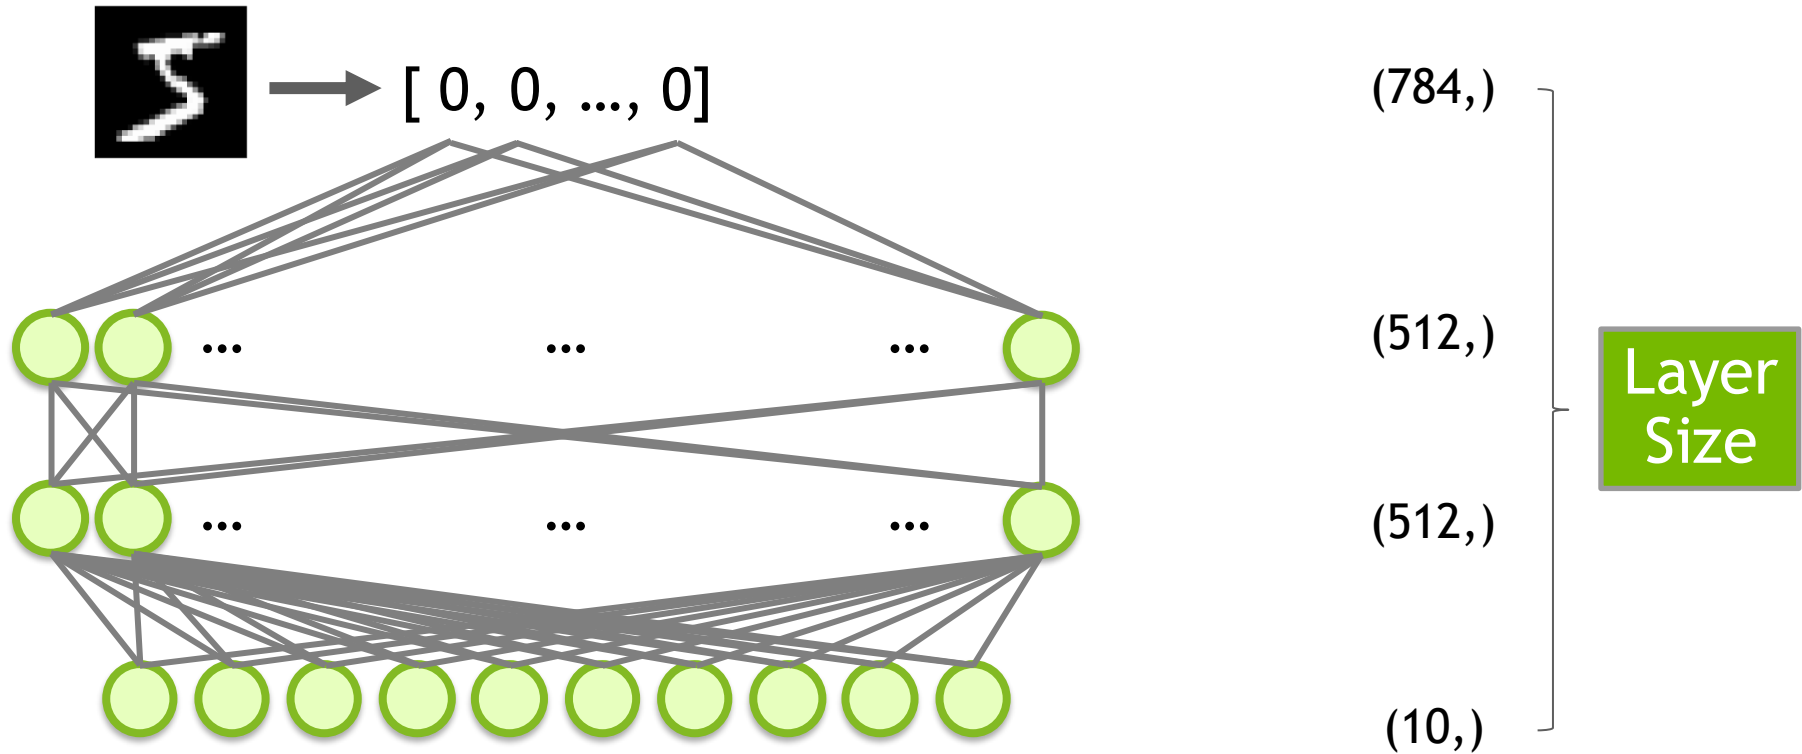 [ 0, 0, ..., 0]
(784,)
... ... ...
(512,)
Layer
Size
... ... ...
(512,)
(10,)